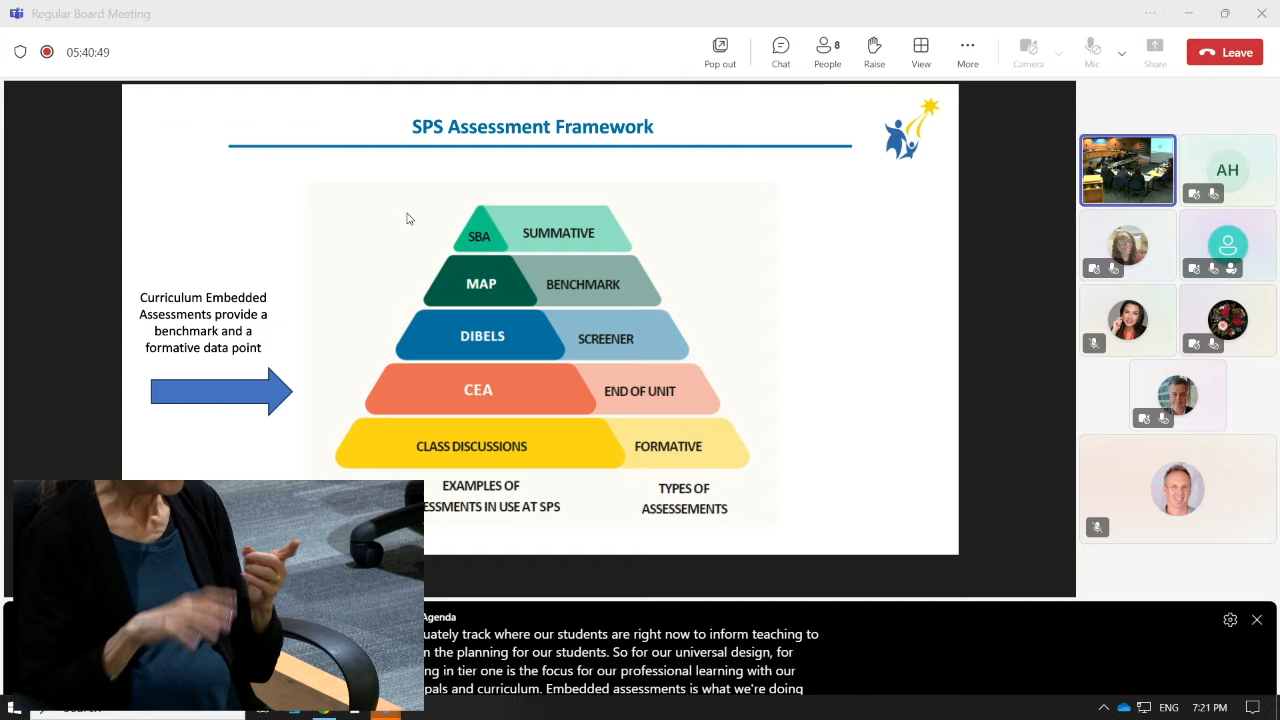 Regular Board Meeting
05:40:49
Pop out
Chat
8
People
Raise
View
More
Camera
Mic
Share
Leave
SPS Assessment Framework
SBA
SUMMATIVE
MAP
BENCHMARK
DIBELS
SCREENER
CEA
END OF UNIT
CLASS DISCUSSIONS
FORMATIVE
Curriculum Embedded
Assessments provide a
benchmark and a
formative data point
EXAMPLES OF
IN USE AT SPS
TYPES OF
ASSESSEMENTS
AH
Agenda
track where our students are right now to inform teaching to
the planning for our students. So for our universal design, for
in tier one is the focus for our professional learning with our
and curriculum. Embedded assessments is what we're doing
ENG
7:21 PM